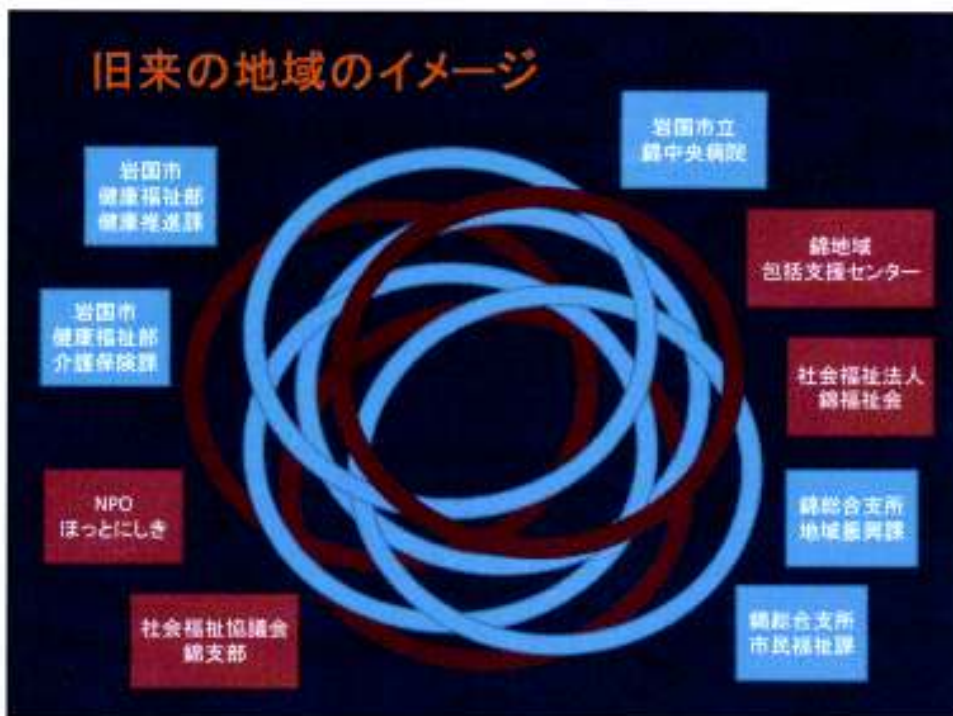 旧来の地域のイメージ
岩国市立
錦中央病院
岩国市
健康福祉部
健康推進課
錦地域
包括支援センター
岩国市
健康福祉部
介護保険課
社会福祉法人
錦福祉会
NPO
ほっとにしき
錦総合支所
地域振興課
社会福祉協議会
錦支部
錦総合支所
市民福祉課